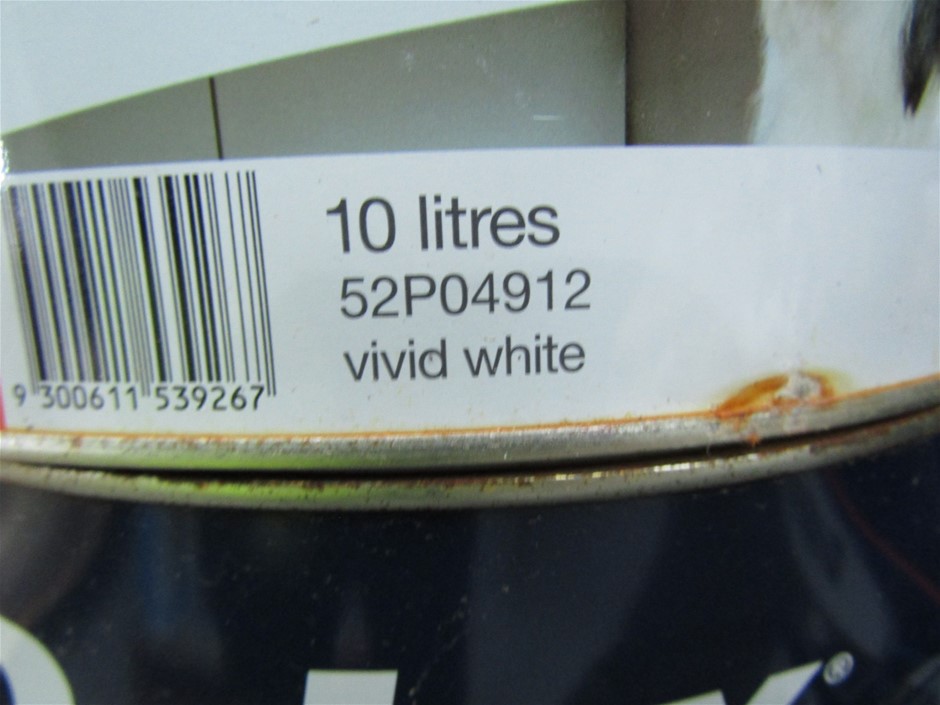 10 litres
52P04912
vivid white
9 300611 539267